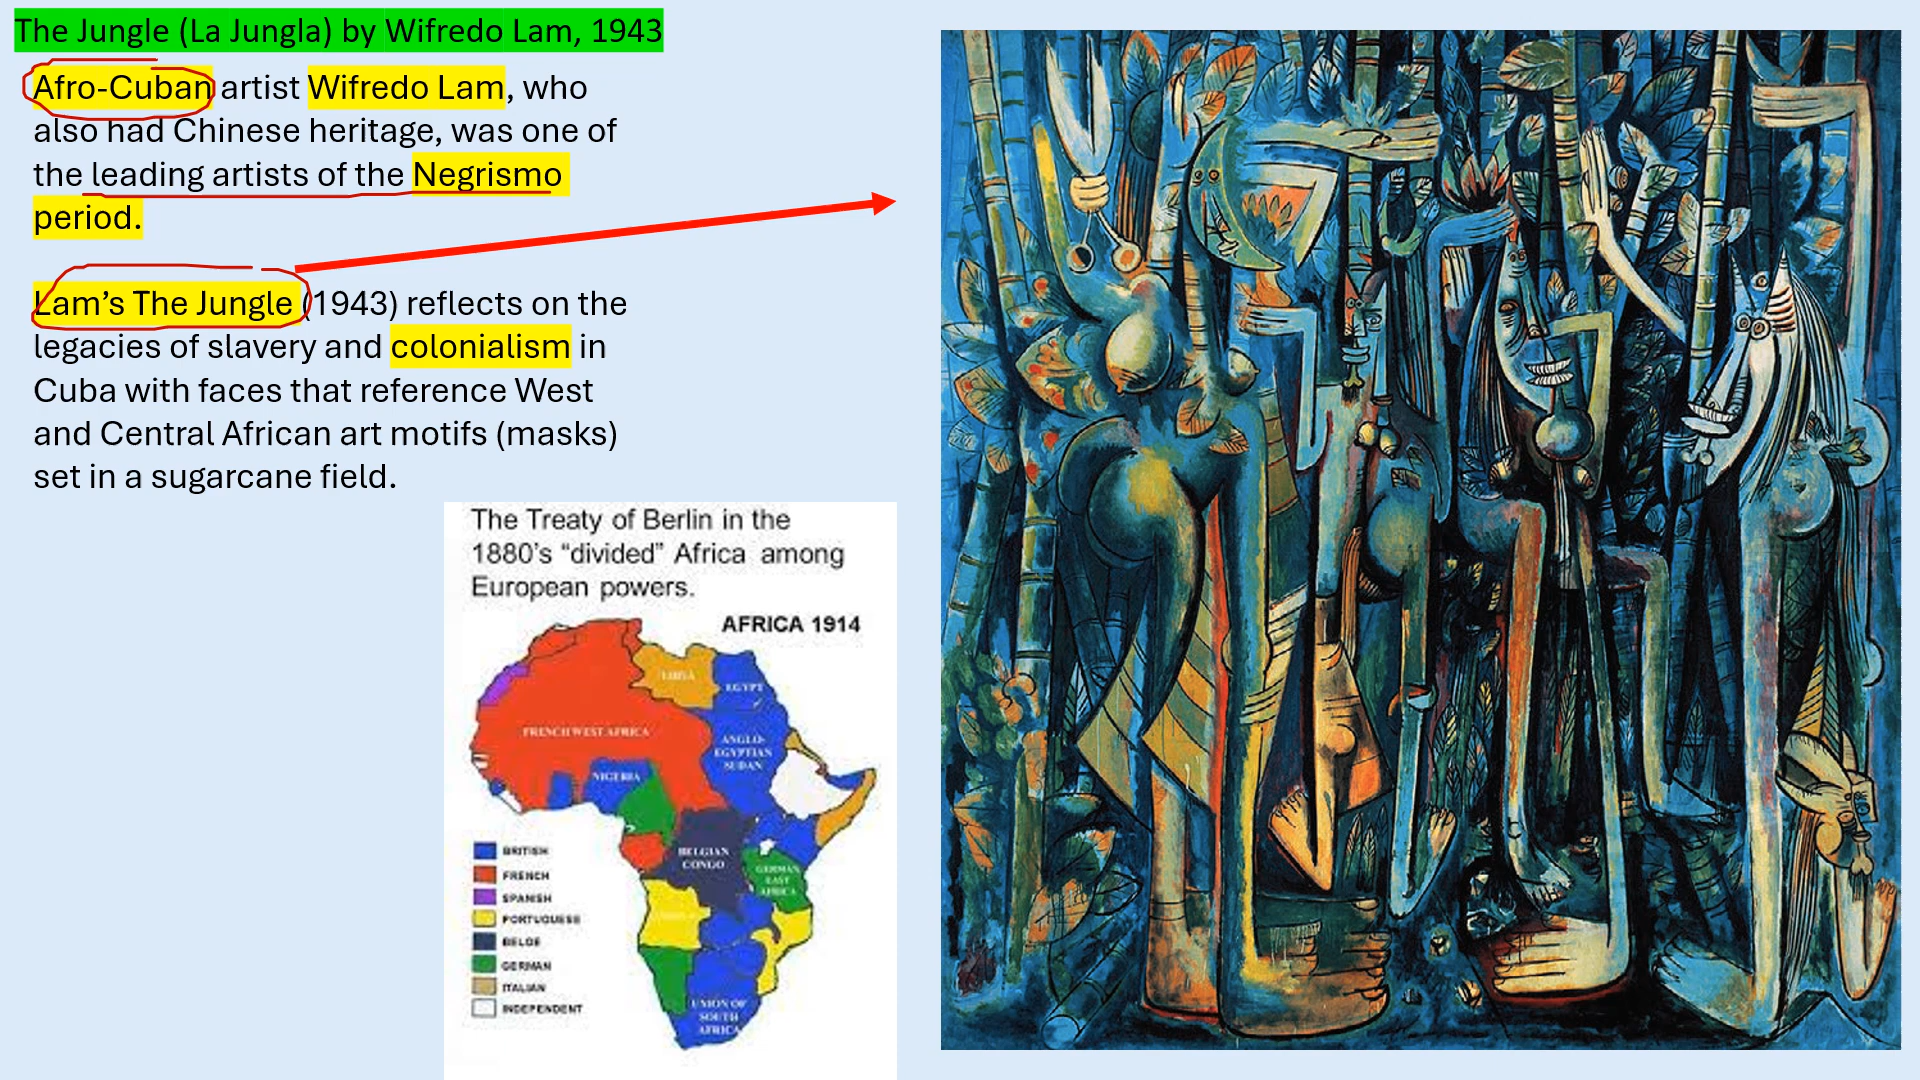 The Jungle (La Jungla) by Wifredo Lam, 1943
Afro-Cuban artist Wifredo Lam, who
also had Chinese heritage, was one of
the leading artists of the Negrismo
period.
Lam’s The Jungle (1943) reflects on the
legacies of slavery and colonialism in
Cuba with faces that reference West
and Central African art motifs (masks)
set in a sugarcane field.
The Treaty of Berlin in the
1880’s “divided” Africa among
European powers.
AFRICA 1914
EGYPT
FRENCH WEST AFRICA
ANGLO-
EGYPTIAN
SUDAN
NIGERIA
BELGIAN
CONGO
GERMAN
EAST
AFRICA
UNION OF
SOUTH
AFRICA
BRITISH
FRENCH
SPANISH
PORTUGUESE
BELGE
GERMAN
ITALIAN
INDEPENDENT